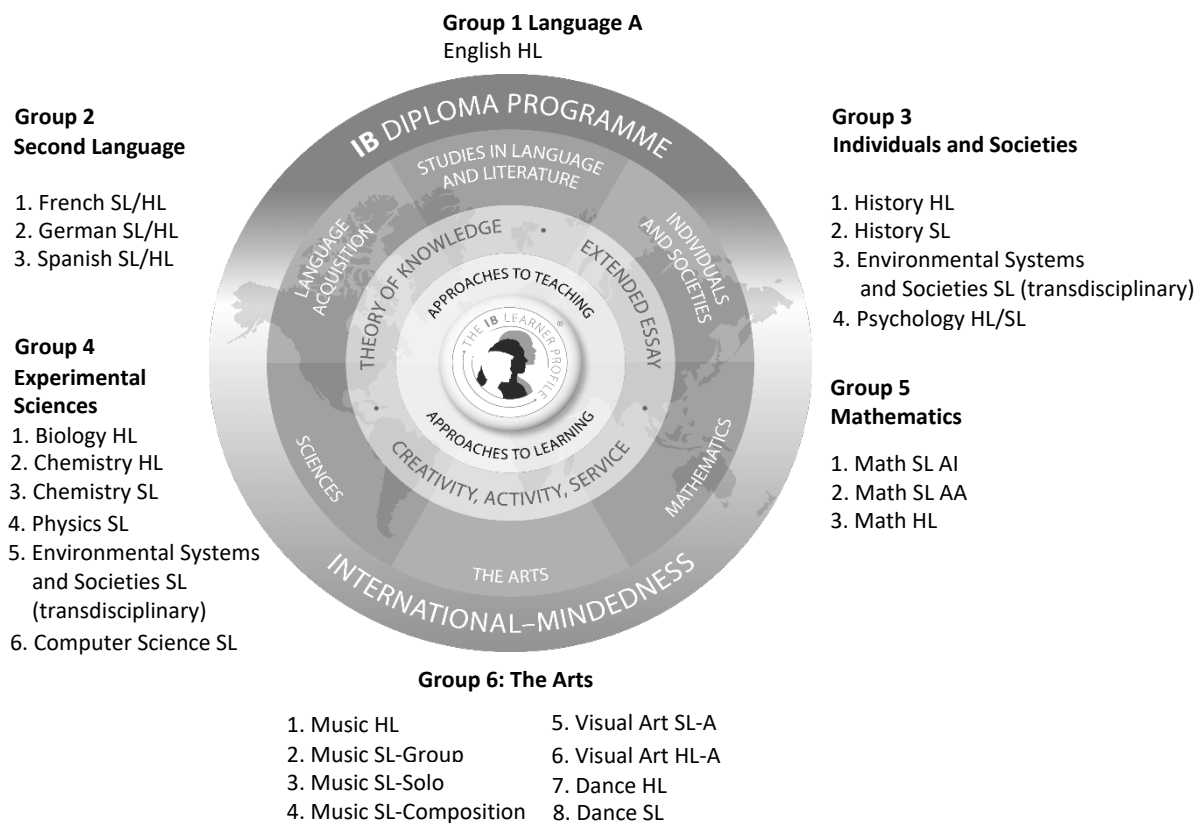 Group 1 Language A
English HL
Group 2
Second Language
1. French SL/HL
2. German SL/HL
3. Spanish SL/HL
Group 3
Individuals and Societies
1. History HL
2. History SL
3. Environmental Systems
and Societies SL (transdisciplinary)
4. Psychology HL/SL
Group 4
Experimental
Sciences
1. Biology HL
2. Chemistry HL
3. Chemistry SL
4. Physics SL
5. Environmental Systems
and Societies SL
(transdisciplinary)
6. Computer Science SL
Group 5
Mathematics
1. Math SL AI
2. Math SL AA
3. Math HL
IB DIPLOMA PROGRAMME
STUDIES IN LANGUAGE
AND LITERATURE
LANGUAGE
ACQUISITION
INDIVIDUALS
AND SOCIETIES
THEORY OF KNOWLEDGE
EXTENDED ESSAY
APPROACHES TO TEACHING
THE IB LEARNER PROFILE
®
APPROACHES TO LEARNING
CREATIVITY, ACTIVITY, SERVICE
SCIENCES
MATHEMATICS
THE ARTS
INTERNATIONAL–MINDEDNESS
Group 6: The Arts
1. Music HL
2. Music SL-Group
3. Music SL-Solo
4. Music SL-Composition
5. Visual Art SL-A
6. Visual Art HL-A
7. Dance HL
8. Dance SL